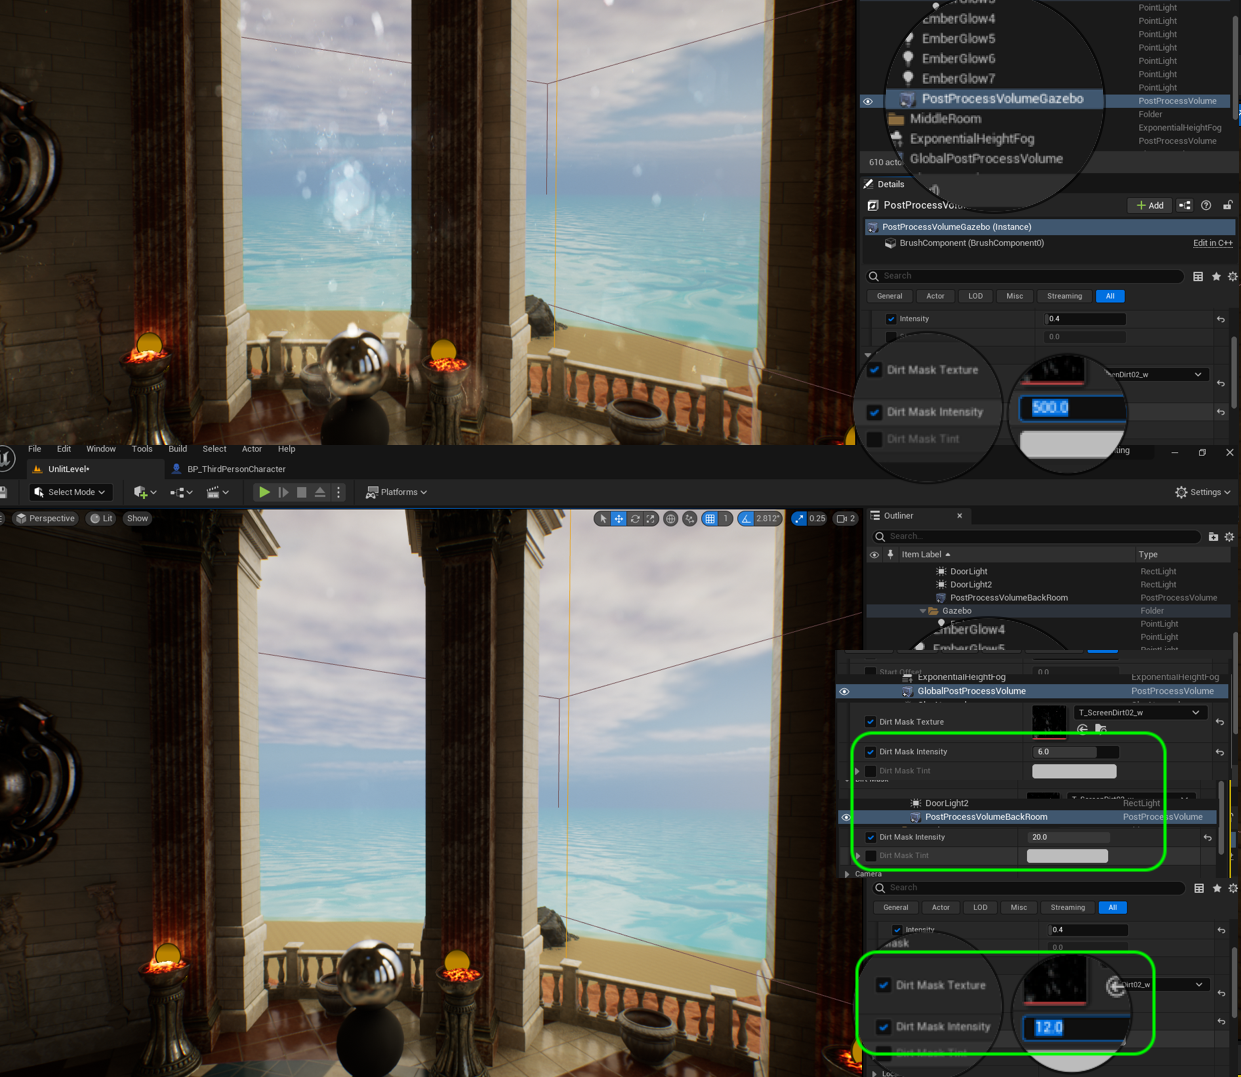 EmberGlow4 PointLight
EmberGlow5 PointLight
EmberGlow6 PointLight
EmberGlow7 PointLight
PointLight
PointLight
PointLight
PostProcessVolumeGazebo PostProcessVolume
MiddleRoom Folder
ExponentialHeightFog ExponentialHeightFog
GlobalPostProcessVolume PostProcessVolume
610
Details
Add
PostProcessVolumeGazebo (Instance)
BrushComponent (BrushComponent0) Edit in C++
Search
General Actor LOD Misc Streaming All
Intensity 0.4
0.0
Dirt Mask Texture
Dirt Mask Intensity 500.0
Dirt Mask Tint
File Edit Window Tools Build Select Actor Help
UnlitLevel• BP_ThirdPersonCharacter
Select Mode Platforms Settings
Perspective Lit Show 1 2.812° 0.25 2
Outliner
Search...
Item Label Type
DoorLight RectLight
DoorLight2 RectLight
PostProcessVolumeBackRoom PostProcessVolume
Gazebo Folder
PointLight
EmberGlow4 PointLight
EmberGlow5 PointLight
Start Offset 0.0
ExponentialHeightFog ExponentialHeightFog
GlobalPostProcessVolume PostProcessVolume
Dirt Mask Texture T_ScreenDirt02_w
Dirt Mask Intensity 6.0
Dirt Mask Tint
DoorLight2 RectLight
PostProcessVolumeBackRoom PostProcessVolume
Dirt Mask Intensity 20.0
Dirt Mask Tint
Camera
Search
General Actor LOD Misc Streaming All
Intensity 0.4
0.0
Dirt Mask Texture
Dirt Mask Intensity 12.0
Dirt Mask Tint